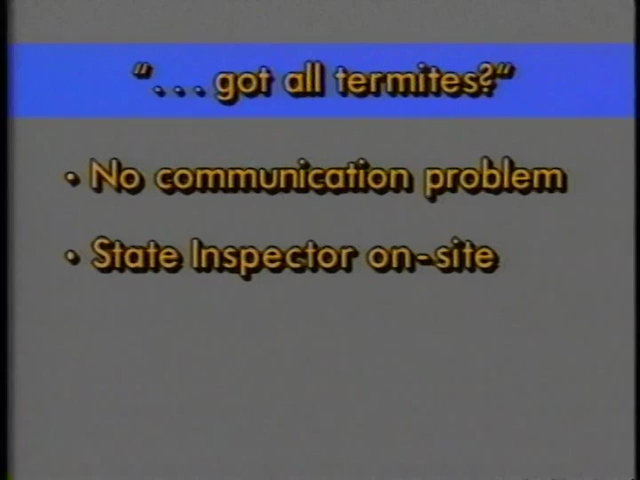 “... got all termites?“
• No communication problem
• State Inspector on-site